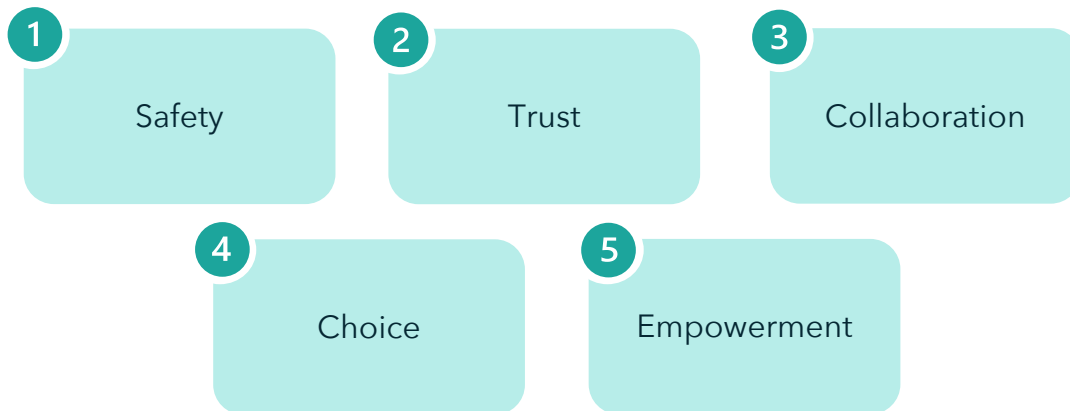 1
Safety
2
Trust
3
Collaboration
4
Choice
5
Empowerment